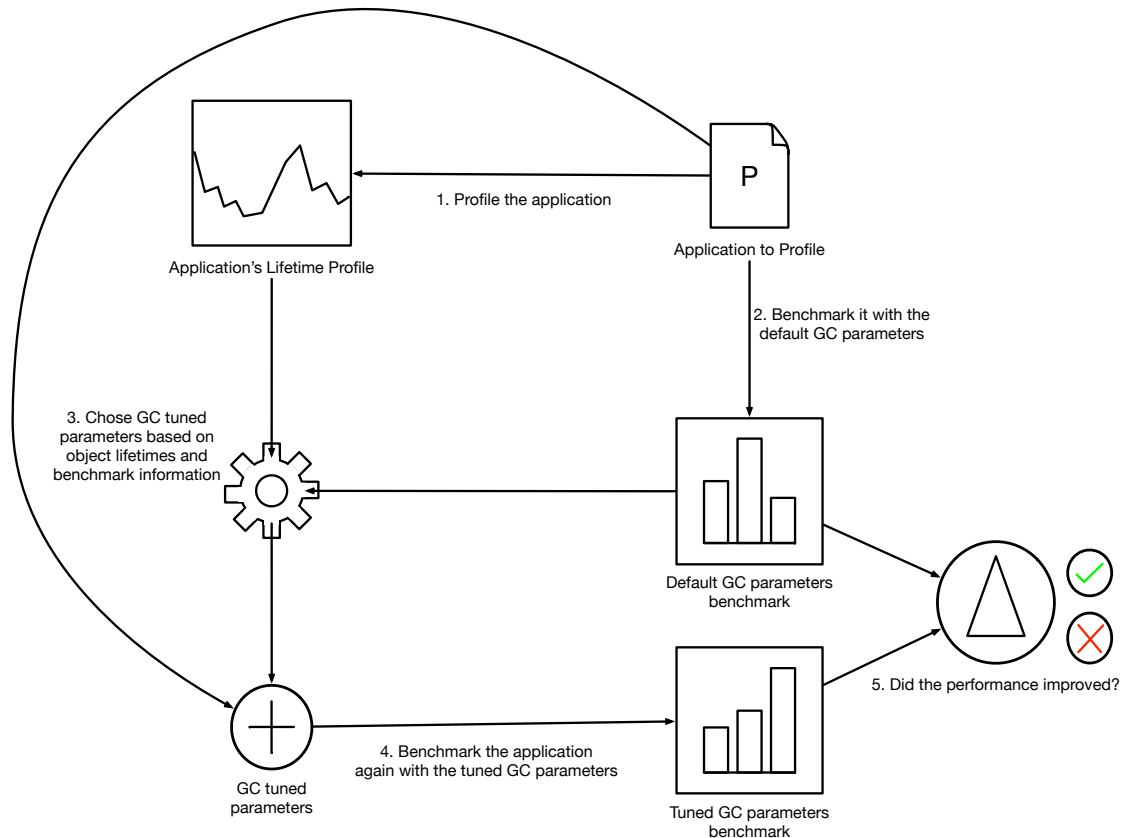 P
1. Profile the application
Application to Profile
Application’s Lifetime Profile
2. Benchmark it with the
default GC parameters
3. Chose GC tuned
parameters based on
object lifetimes and
benchmark information
Default GC parameters
benchmark
5. Did the performance improved?
4. Benchmark the application
again with the tuned GC parameters
GC tuned
parameters
Tuned GC parameters
benchmark